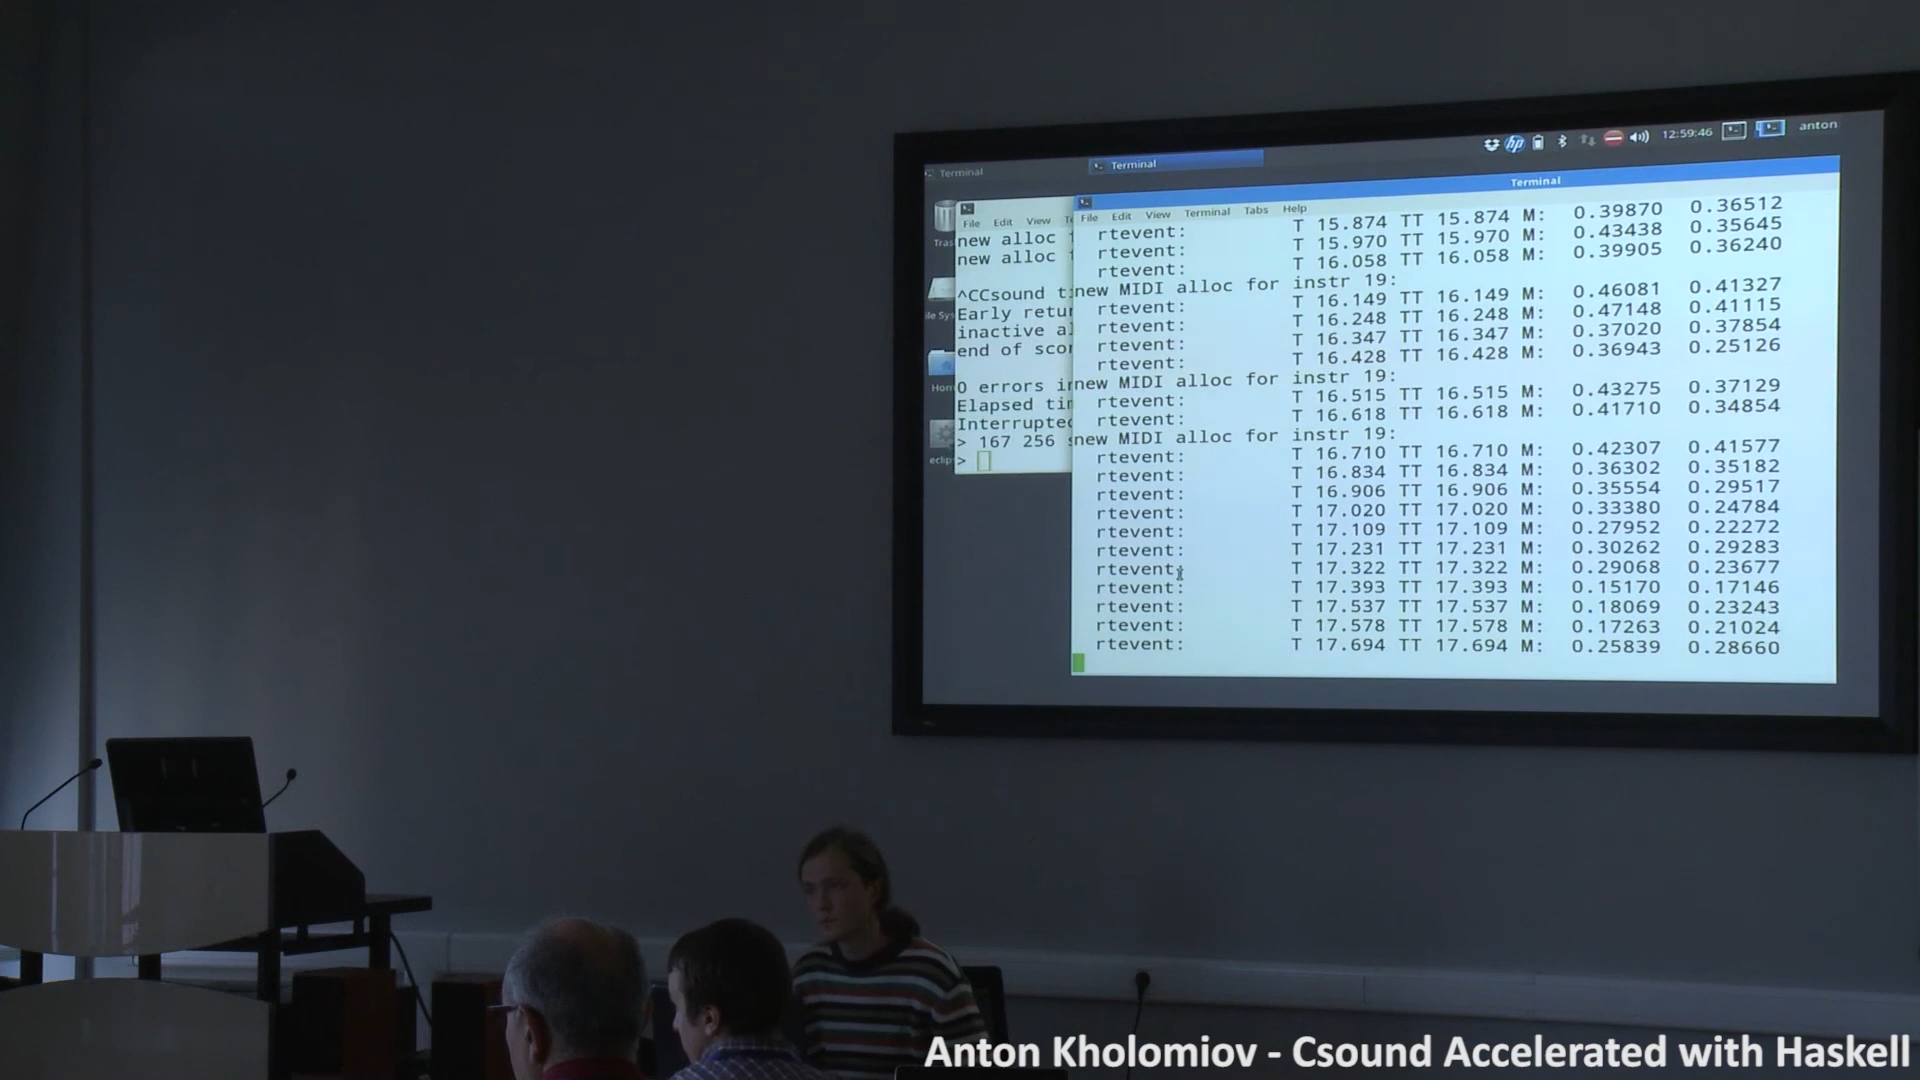 12:59:46 anton
Terminal
Terminal
Terminal
File Edit View
new alloc
new alloc
^CCsound
Early
inactive
end of
0 errors
Elapsed
> 167 256
>
File Edit View Terminal Tabs Help
rtevent: T 15.874 TT 15.874 M: 0.39870 0.36512
rtevent: T 15.970 TT 15.970 M: 0.43438 0.35645
rtevent: T 16.058 TT 16.058 M: 0.39905 0.36240
new MIDI alloc for instr 19:
rtevent: T 16.149 TT 16.149 M: 0.46081 0.41327
rtevent: T 16.248 TT 16.248 M: 0.47148 0.41115
rtevent: T 16.347 TT 16.347 M: 0.37020 0.37854
rtevent: T 16.428 TT 16.428 M: 0.36943 0.25126
new MIDI alloc for instr 19:
rtevent: T 16.515 TT 16.515 M: 0.43275 0.37129
rtevent: T 16.618 TT 16.618 M: 0.41710 0.34854
new MIDI alloc for instr 19:
rtevent: T 16.710 TT 16.710 M: 0.42307 0.41577
rtevent: T 16.834 TT 16.834 M: 0.36302 0.35182
rtevent: T 16.906 TT 16.906 M: 0.35554 0.29517
rtevent: T 17.020 TT 17.020 M: 0.33380 0.24784
rtevent: T 17.109 TT 17.109 M: 0.27952 0.22272
rtevent: T 17.231 TT 17.231 M: 0.30262 0.29283
rtevent: T 17.322 TT 17.322 M: 0.29068 0.23677
rtevent: T 17.393 TT 17.393 M: 0.15170 0.17146
rtevent: T 17.537 TT 17.537 M: 0.18069 0.23243
rtevent: T 17.578 TT 17.578 M: 0.17263 0.21024
rtevent: T 17.694 TT 17.694 M: 0.25839 0.28660
Anton Kholomiov - Csound Accelerated with Haskell